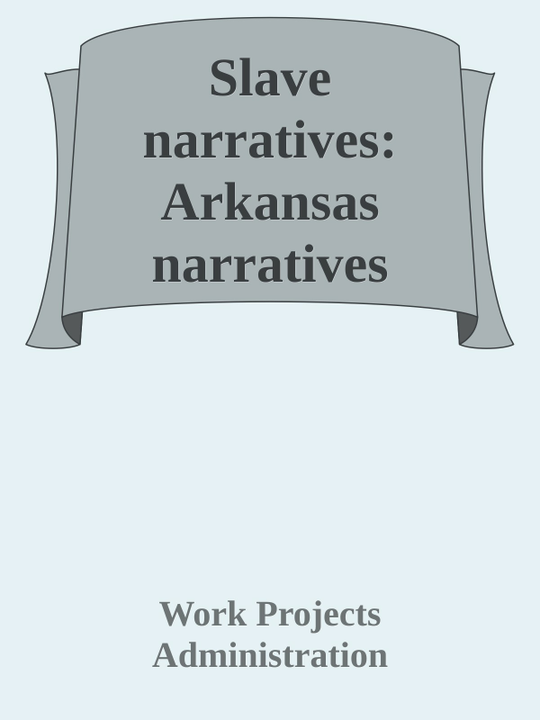 Slave
narratives:
Arkansas
narratives
Work Projects
Administration